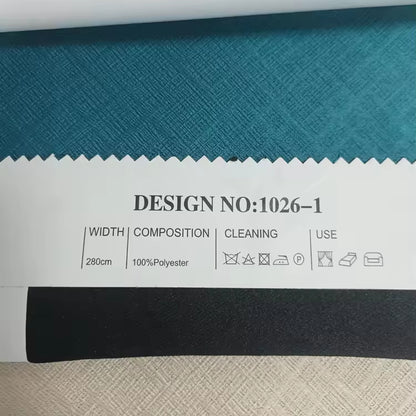 DESIGN NO:1026-1
WIDTH COMPOSITION CLEANING USE
280cm 100%Polyester P